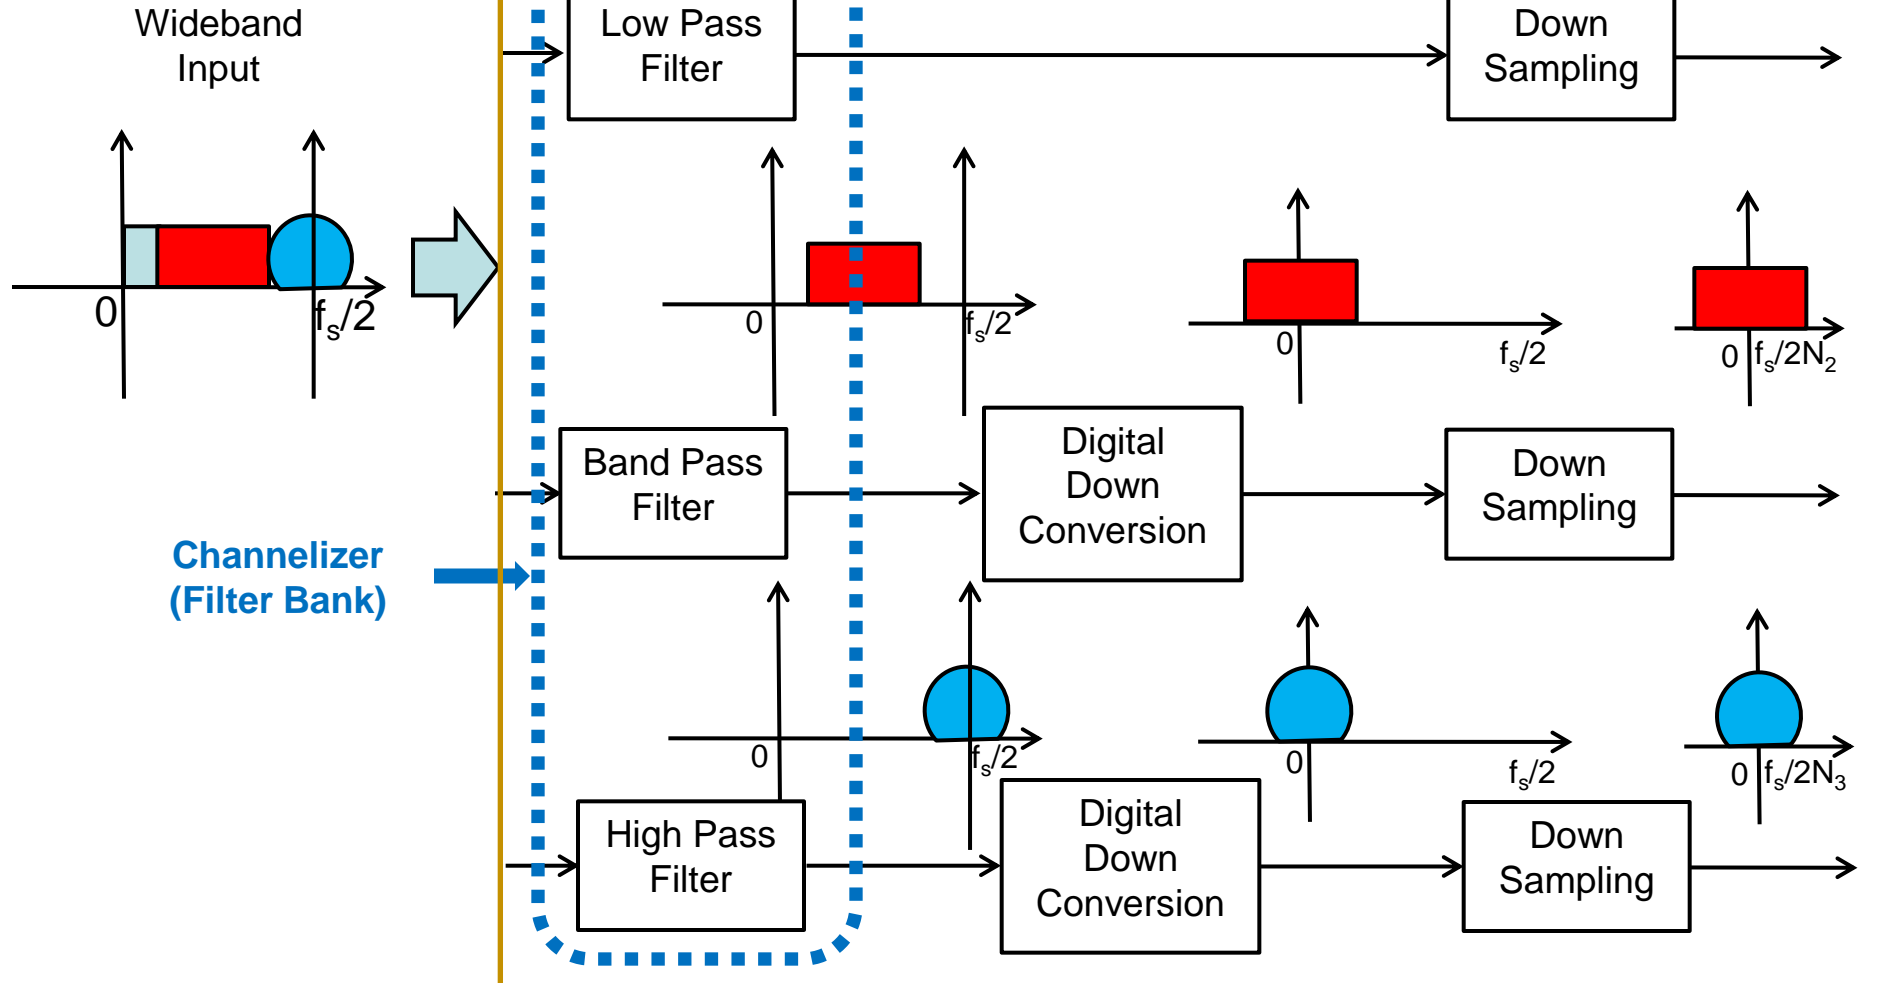 Wideband
Input
Low Pass
Filter
Down
Sampling
0
fs/2
0
fs/2
0
fs/2
0
fs/2N2
Band Pass
Filter
Digital
Down
Conversion
Down
Sampling
Channelizer
(Filter Bank)
0
fs/2
0
fs/2
0
fs/2N3
High Pass
Filter
Digital
Down
Conversion
Down
Sampling